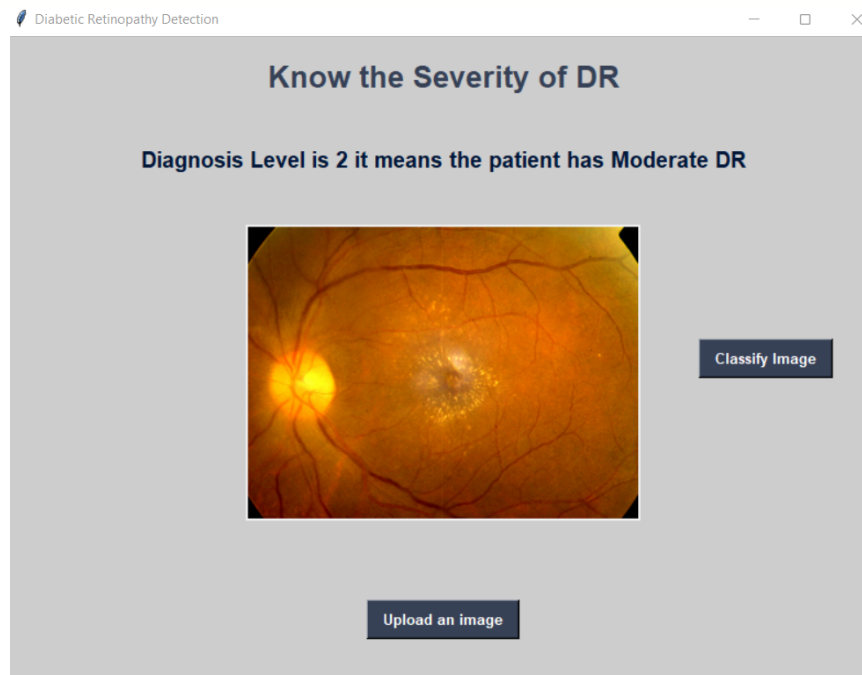 Diabetic Retinopathy Detection
Know the Severity of DR
Diagnosis Level is 2 it means the patient has Moderate DR
Classify Image
Upload an image